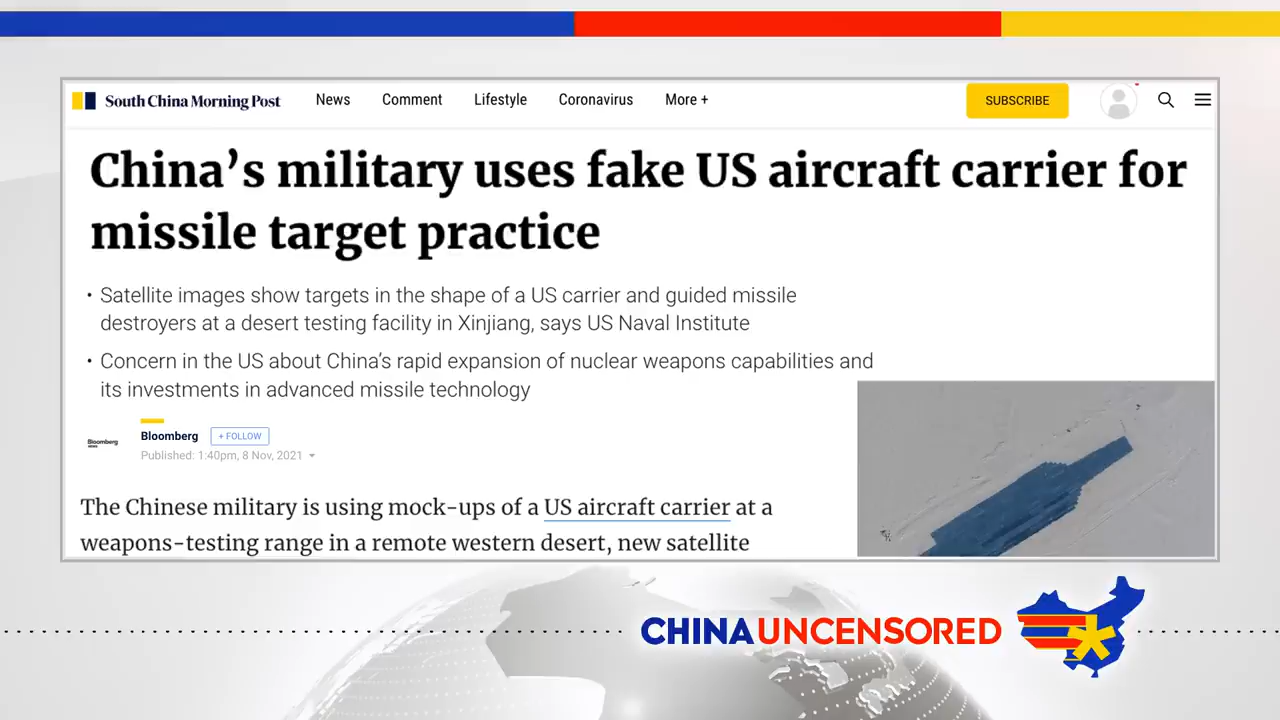 South China Morning Post
News
Comment
Lifestyle
Coronavirus
More +
SUBSCRIBE
China's military uses fake US aircraft carrier for
missile target practice
• Satellite images show targets in the shape of a US carrier and guided missile
destroyers at a desert testing facility in Xinjiang, says US Naval Institute
• Concern in the US about China's rapid expansion of nuclear weapons capabilities and
its investments in advanced missile technology
Bloomberg
Bloomberg
+ FOLLOW
Published: 1:40pm, 8 Nov, 2021
The Chinese military is using mock-ups of a US aircraft carrier at a
weapons-testing range in a remote western desert, new satellite
CHINA UNCENSORED